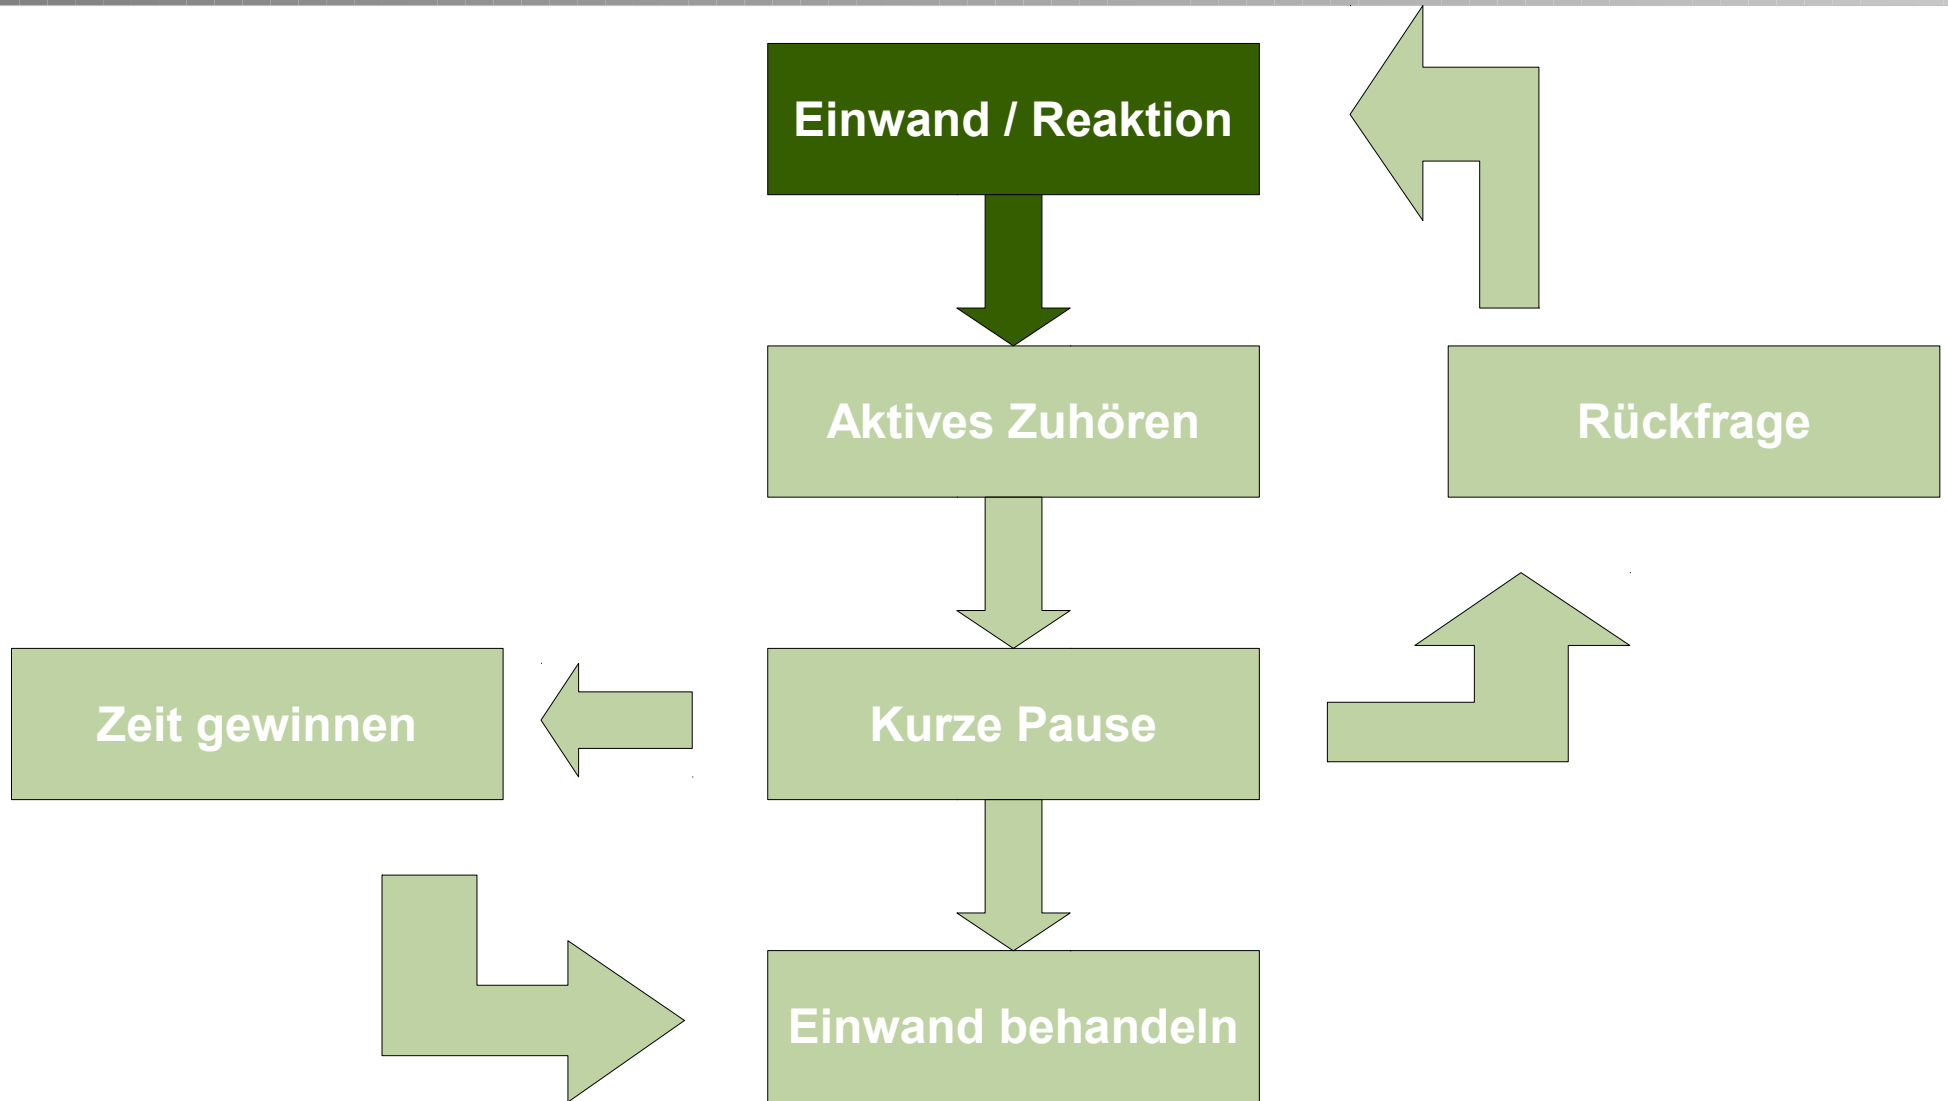 Einwand / Reaktion
Aktives Zuhören
Rückfrage
Zeit gewinnen
Kurze Pause
Einwand behandeln